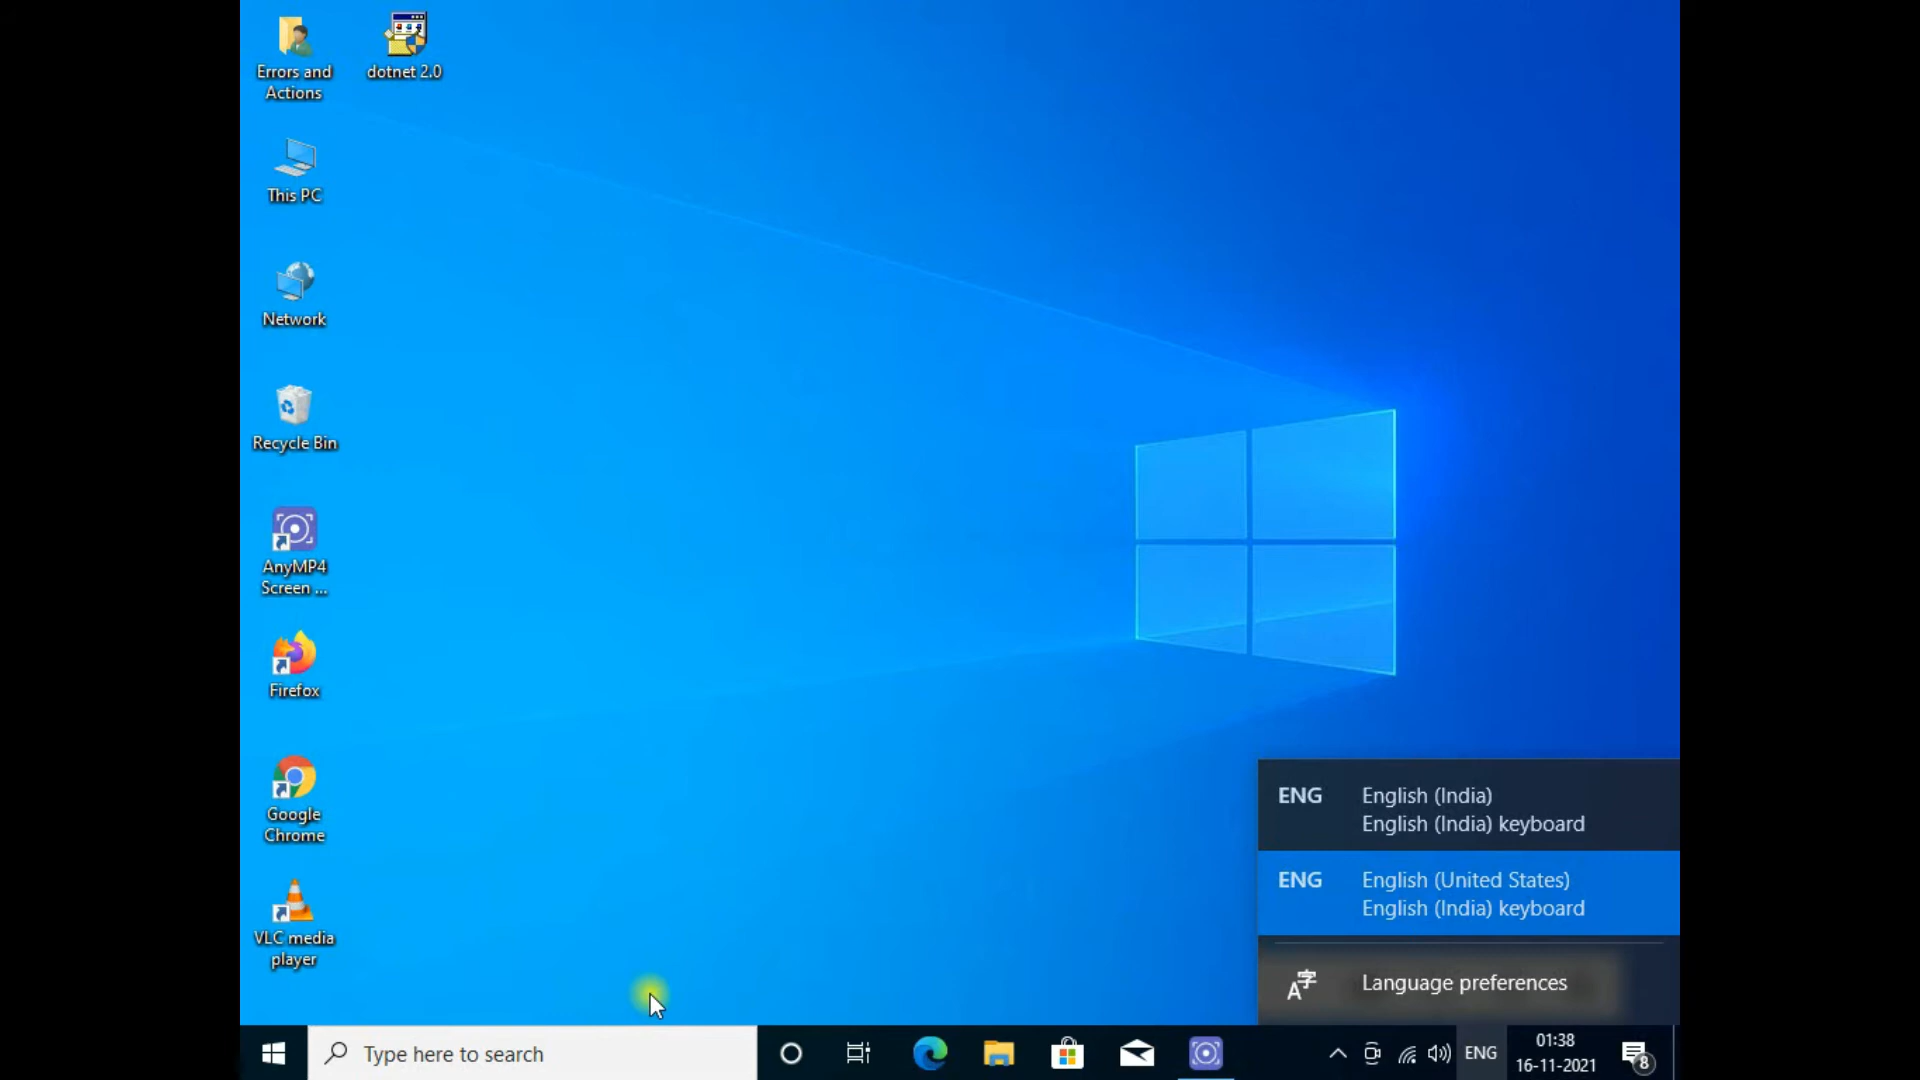 Errors and
Actions
dotnet 2.0
This PC
Network
Recycle Bin
AnyMP4
Screen ...
Firefox
Google
Chrome
VLC media
player
ENG English (India)
English (India) keyboard
ENG English (United States)
English (India) keyboard
Language preferences
Type here to search
ENG
01:38
16-11-2021
8